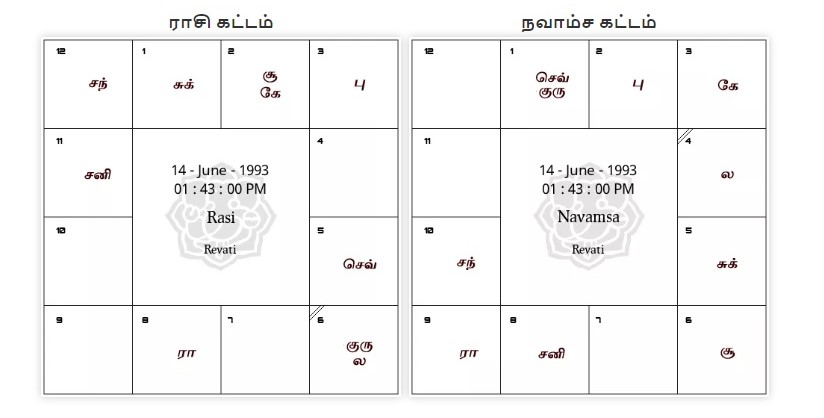 ராசி கட்டம்
12
சந்
1
சுக்
2
சூ
கே
3
பு
11
சனி
14 - June - 1993
01 : 43 : 00 PM
Rasi
Revati
4
10
5
செவ்
9
8
ரா
7
6
குரு
ல
நவாம்ச கட்டம்
12
1
செவ்
குரு
2
பு
3
கே
11
14 - June - 1993
01 : 43 : 00 PM
Navamsa
Revati
4
ல
10
சந்
5
சுக்
9
ரா
8
சனி
7
6
சூ